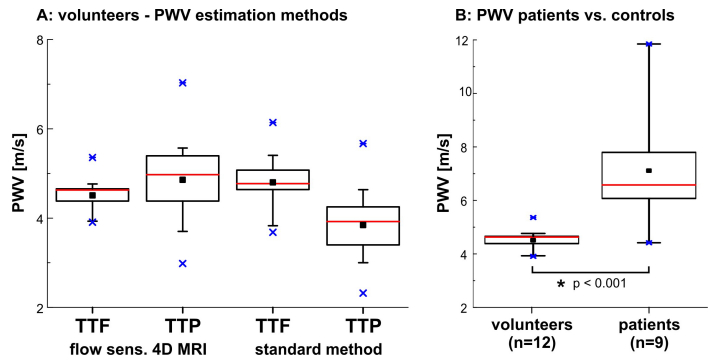 A: volunteers - PWV estimation methods
B: PWV patients vs. controls
PWV [m/s]
8
6
4
2
TTF TTP TTF TTP
flow sens. 4D MRI standard method
PWV [m/s]
12
10
8
6
4
2
* p < 0.001
volunteers patients
(n=12) (n=9)